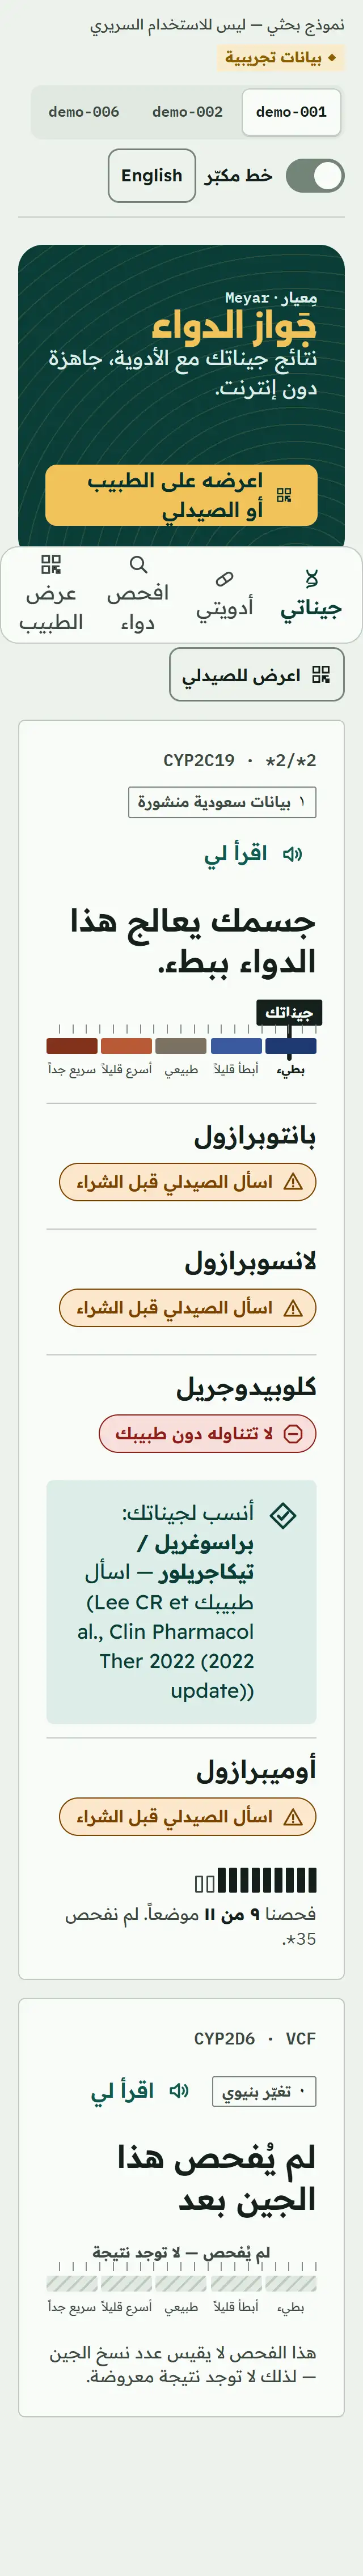 نموذج بحثي — ليس للاستخدام السريري
بيانات تجريبية
demo-001
demo-002
demo-006
خط مكبّر
English
مِعيار · Meyar
جَواز الدواء
نتائج جيناتك مع الأدوية، جاهزة
دون إنترنت.
اعرضه على الطبيب
أو الصيدلي
جيناتي
أدويتي
افحص
دواء
عرض
الطبيب
اعرض للصيدلي
CYP2C19 · *2/*2
١ بيانات سعودية منشورة
اقرأ لي
جسمك يعالج هذا
الدواء ببطء.
جيناتك
بطيء
أبطأ قليلاً
طبيعي
أسرع قليلاً
سريع جداً
بانتوبرازول
اسأل الصيدلي قبل الشراء
لانسوبرازول
اسأل الصيدلي قبل الشراء
كلوبيدوجريل
لا تتناوله دون طبيبك
أنسب لجيناتك:
براسوغريل /
تيكاجريلور — اسأل
طبيبك (Lee CR et
al., Clin Pharmacol
Ther 2022 (2022
update))
أوميبرازول
اسأل الصيدلي قبل الشراء
فحصنا ٩ من ١١ موضعاً. لم نفحص
*35.
CYP2D6 · VCF
٠ تغيّر بنيوي
اقرأ لي
لم يُفحص هذا
الجين بعد
لم يُفحص — لا توجد نتيجة
بطيء
أبطأ قليلاً
طبيعي
أسرع قليلاً
سريع جداً
هذا الفحص لا يقيس عدد نسخ الجين
— لذلك لا توجد نتيجة معروضة.